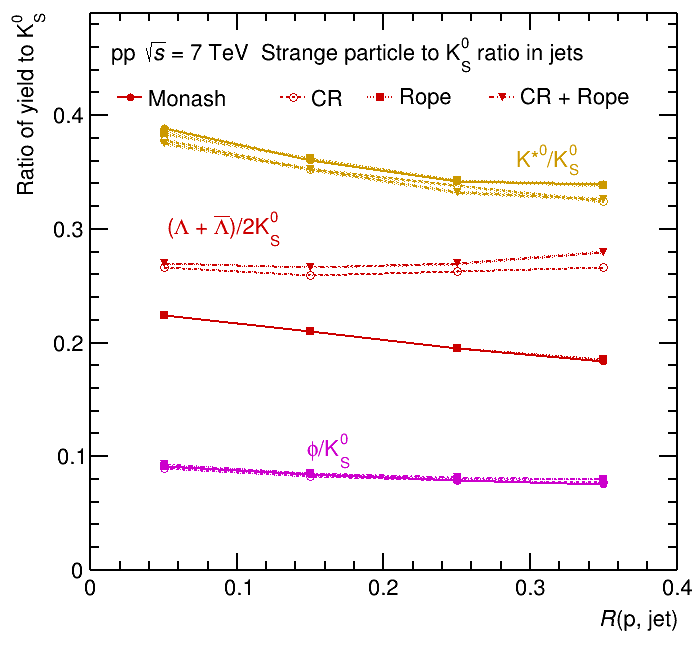 Ratio of yield to K⁰_S
pp √s = 7 TeV Strange particle to K⁰_S ratio in jets
Monash CR Rope CR + Rope
K*⁰/K⁰_S
(Λ + Λ̅)/2K⁰_S
ϕ/K⁰_S
0.4
0.3
0.2
0.1
0
0 0.1 0.2 0.3 0.4
R(p, jet)